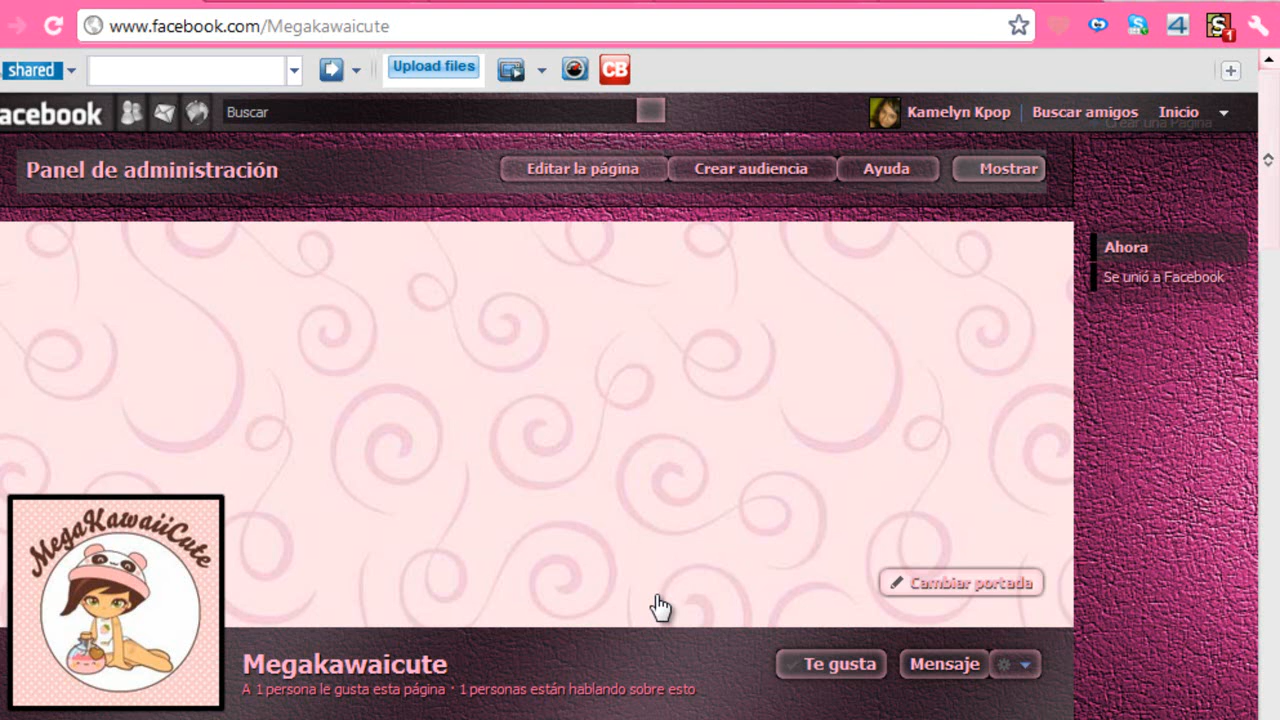 www.facebook.com/Megakawaicute
1
shared
Upload files
CB
acebook
Buscar
Kamelyn Kpop
Buscar amigos
Inicio
Crear una Página
Panel de administración
Editar la página
Crear audiencia
Ayuda
Mostrar
Ahora
Se unió a Facebook
MegaKawaiiCute
Cambiar portada
Megakawaicute
Te gusta
Mensaje
A 1 persona le gusta esta página · 1 personas están hablando sobre esto